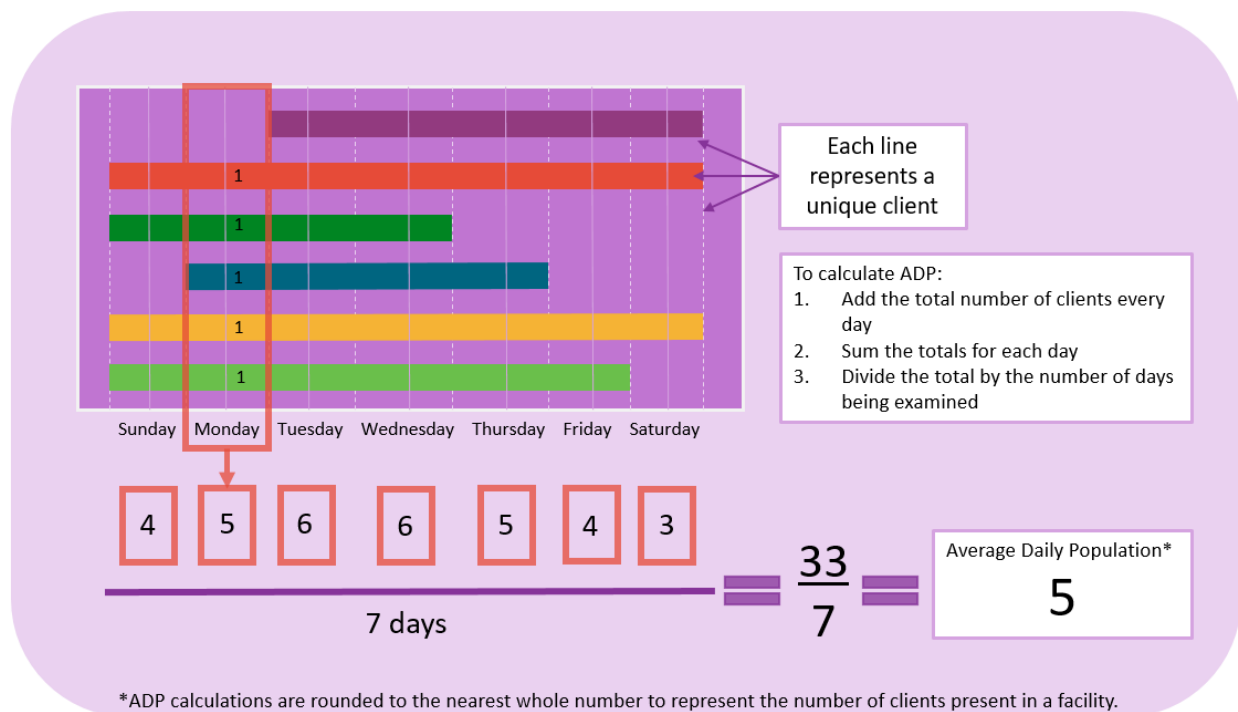 1
1
1
1
1
Each line
represents a
unique client
To calculate ADP:
1. Add the total number of clients every
day
2. Sum the totals for each day
3. Divide the total by the number of days
being examined
Sunday Monday Tuesday Wednesday Thursday Friday Saturday
4 5 6 6 5 4 3
7 days
33
7
Average Daily Population*
5
*ADP calculations are rounded to the nearest whole number to represent the number of clients present in a facility.